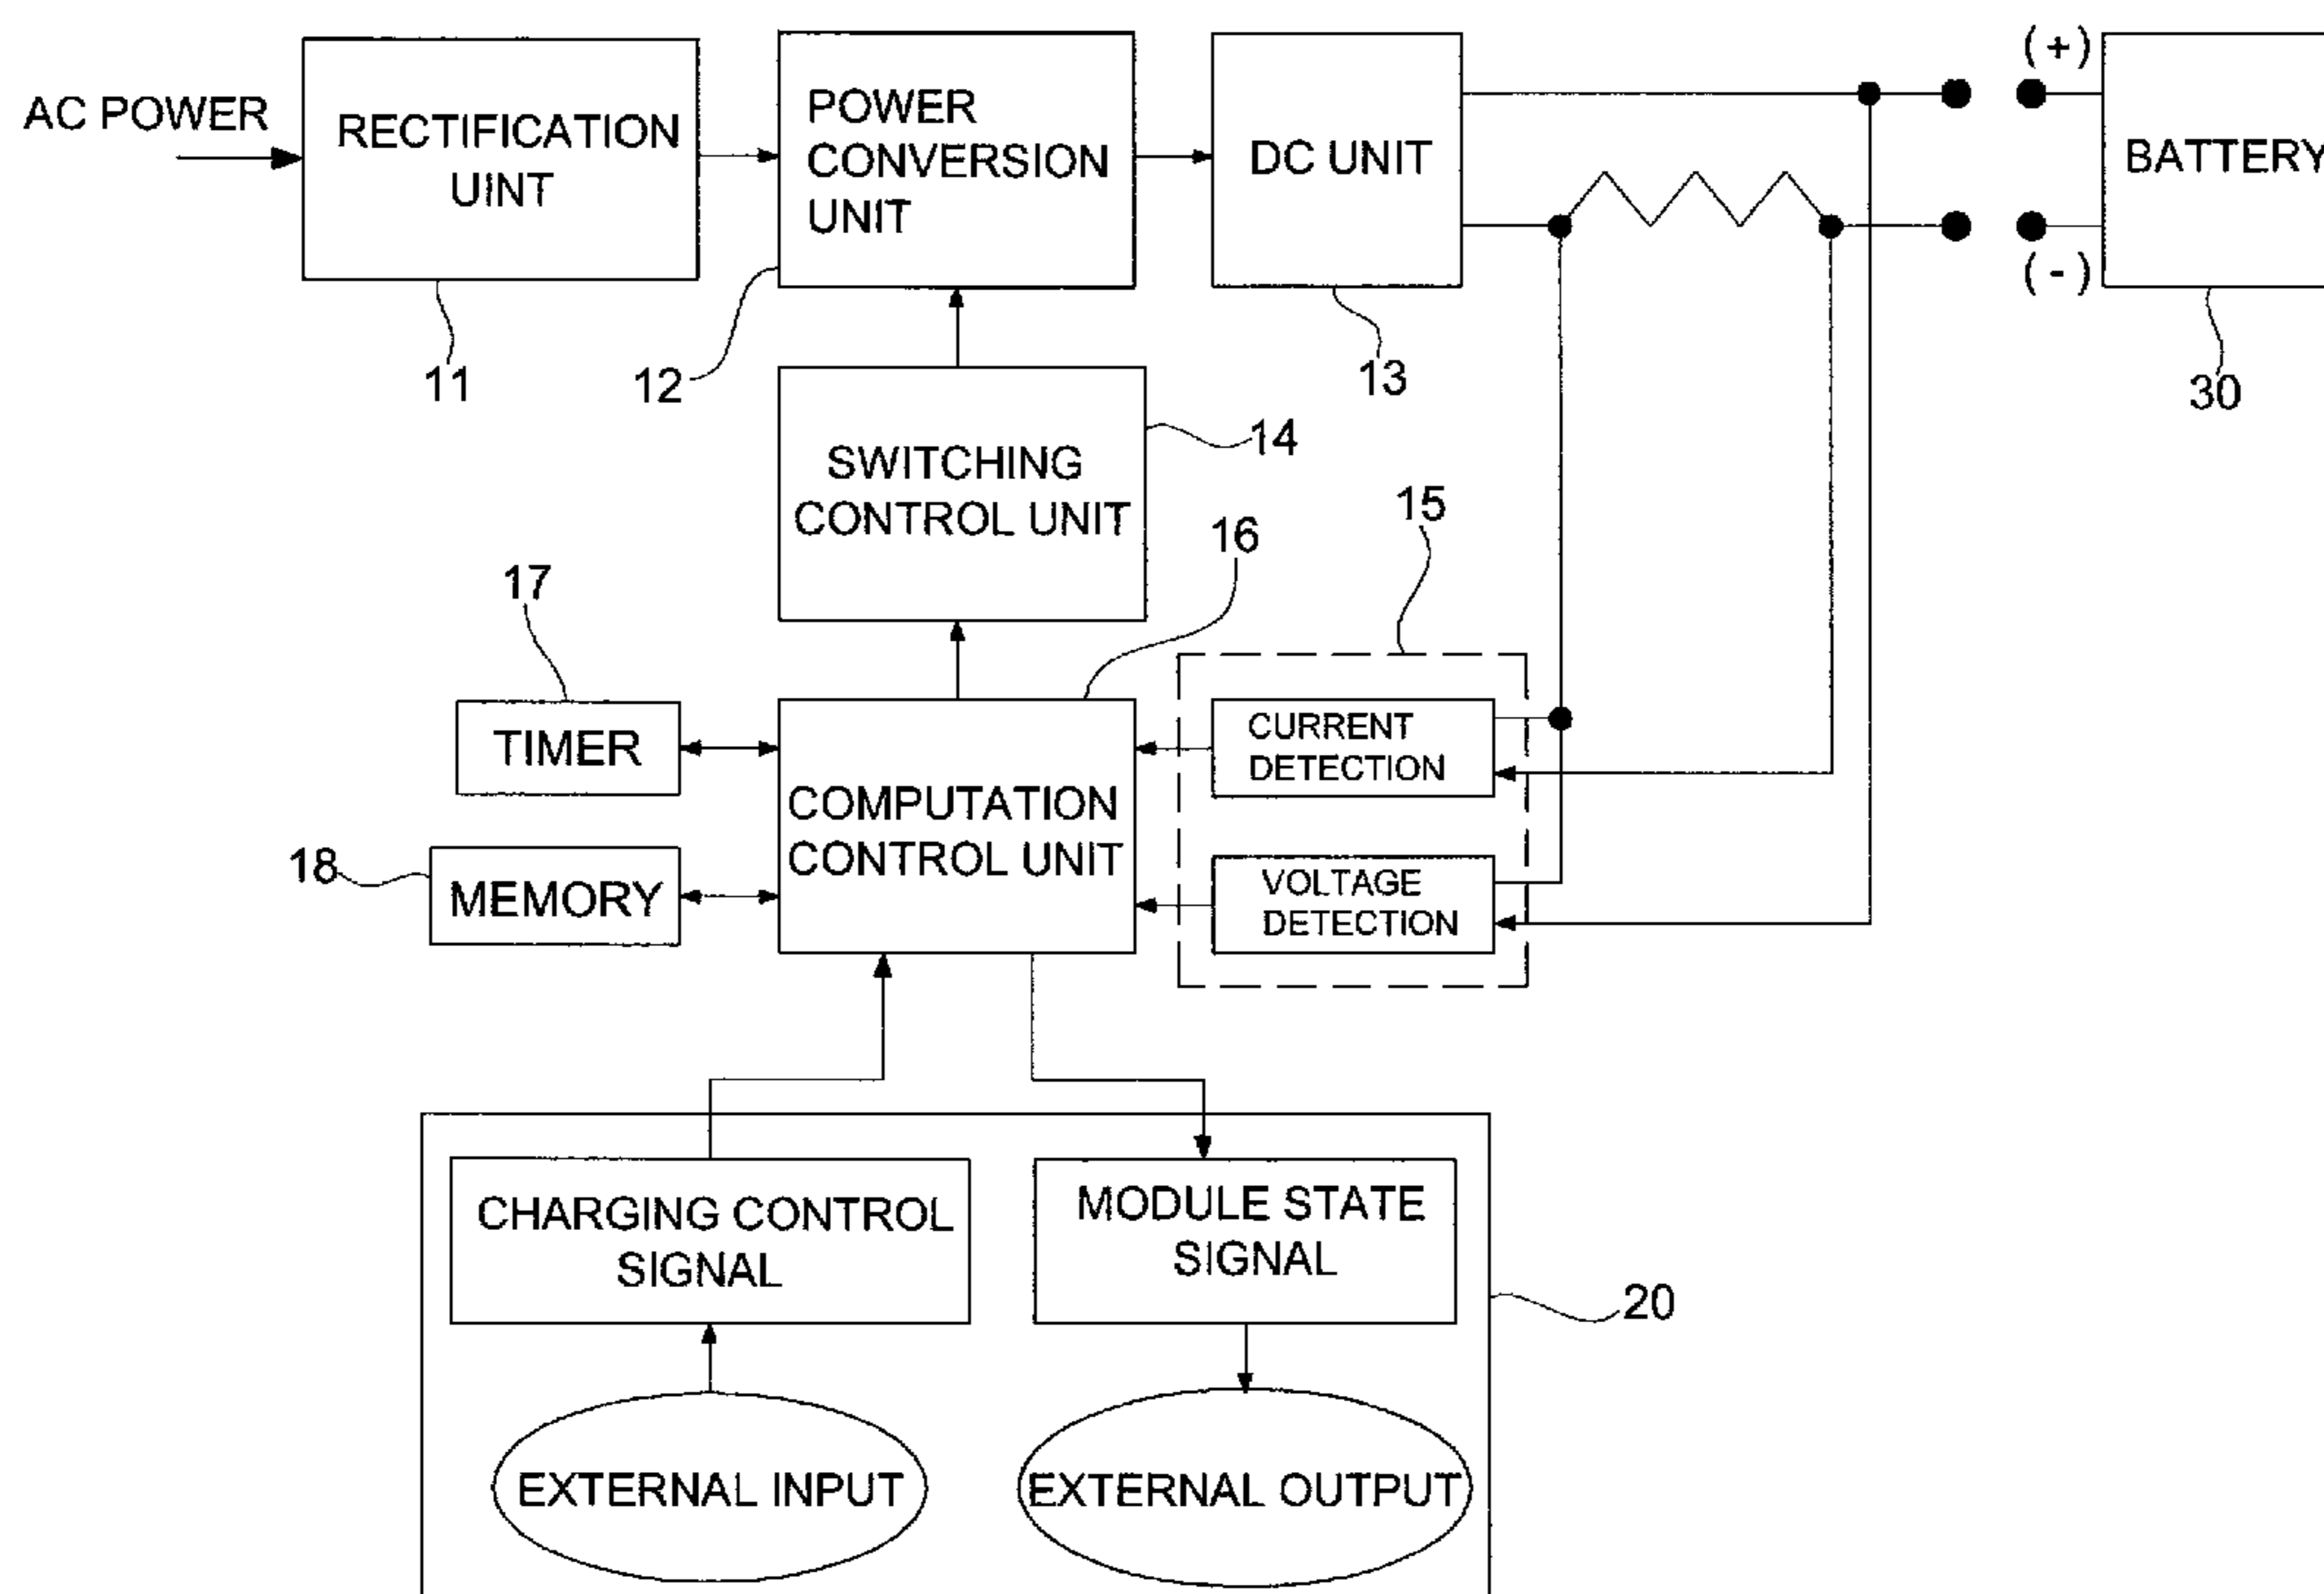 AC POWER
RECTIFICATION
UINT
POWER
CONVERSION
UNIT
DC UNIT
(+)
BATTERY
(-)
11
12
13
30
SWITCHING
CONTROL UNIT
14
15
16
17
TIMER
COMPUTATION
CONTROL UNIT
CURRENT
DETECTION
18
MEMORY
VOLTAGE
DETECTION
CHARGING CONTROL
SIGNAL
MODULE STATE
SIGNAL
20
EXTERNAL INPUT
EXTERNAL OUTPUT